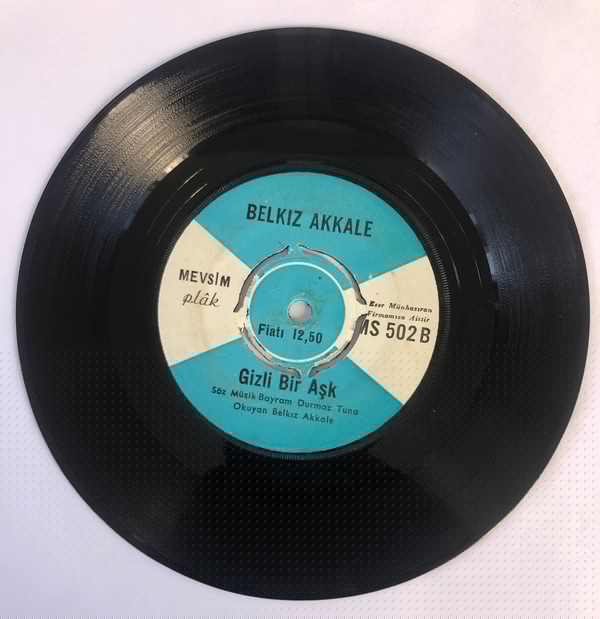 BELKIZ AKKALE
MEVSİM
plâk
Eser Münhasıran
Firmamıza Aittir
MS 502 B
Fiatı 12,50
Gizli Bir Aşk
Söz Müzik Bayram Durmaz Tuna
Okuyan Belkız Akkale